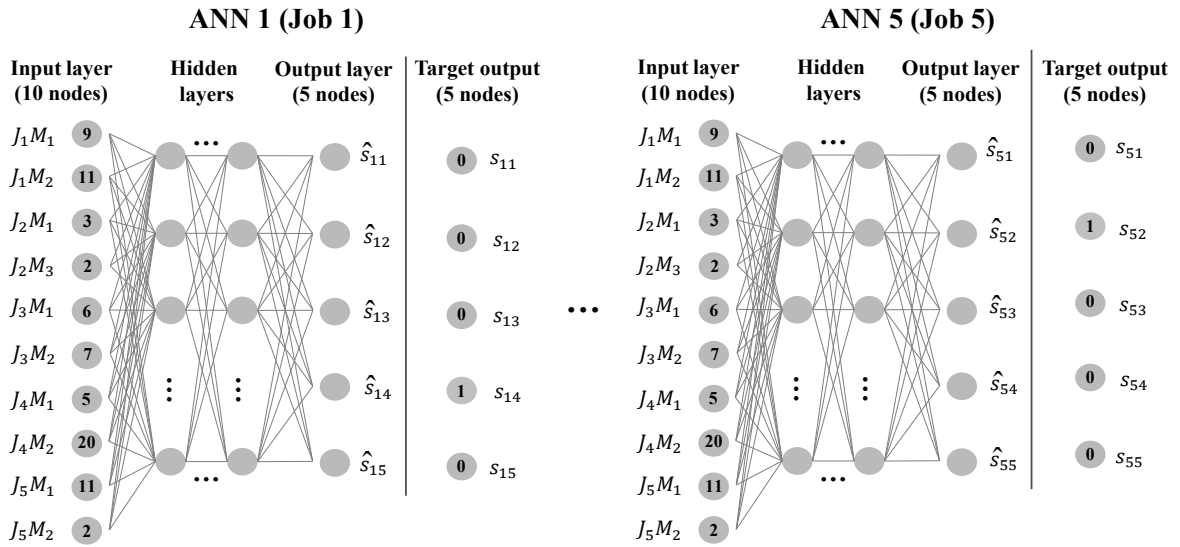 ANN 1 (Job 1)
Input layer
(10 nodes)
Hidden
layers
Output layer
(5 nodes)
Target output
(5 nodes)
J₁M₁ 9
J₁M₂ 11
J₂M₁ 3
J₂M₃ 2
J₃M₁ 6
J₃M₂ 7
J₄M₁ 5
J₄M₂ 20
J₅M₁ 11
J₅M₂ 2
...
...
...
...
ŝ₁₁
ŝ₁₂
ŝ₁₃
ŝ₁₄
ŝ₁₅
0 s₁₁
0 s₁₂
0 s₁₃
1 s₁₄
0 s₁₅
...
ANN 5 (Job 5)
Input layer
(10 nodes)
Hidden
layers
Output layer
(5 nodes)
Target output
(5 nodes)
J₁M₁ 9
J₁M₂ 11
J₂M₁ 3
J₂M₃ 2
J₃M₁ 6
J₃M₂ 7
J₄M₁ 5
J₄M₂ 20
J₅M₁ 11
J₅M₂ 2
...
...
...
...
ŝ₅₁
ŝ₅₂
ŝ₅₃
ŝ₅₄
ŝ₅₅
0 s₅₁
1 s₅₂
0 s₅₃
0 s₅₄
0 s₅₅